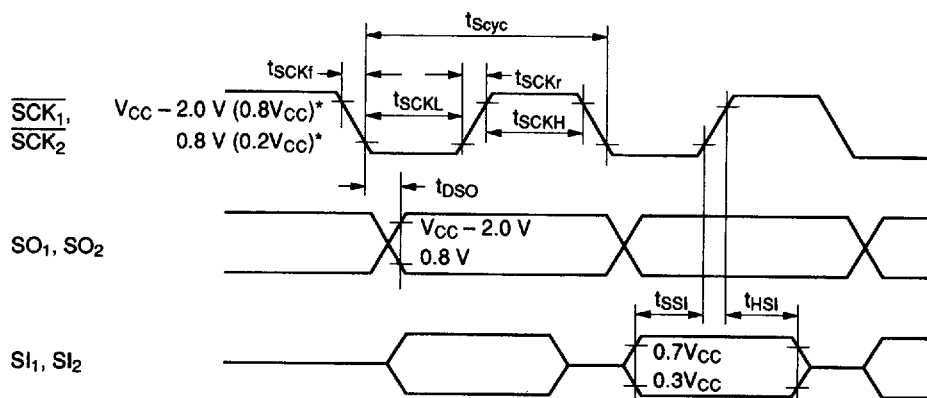 tScyc
tSCKf
tSCKr
SCK1,
VCC – 2.0 V (0.8VCC)*
tSCKL
tSCKH
SCK2
0.8 V (0.2VCC)*
tDSO
SO1, SO2
VCC – 2.0 V
0.8 V
tSSI
tHSI
SI1, SI2
0.7VCC
0.3VCC